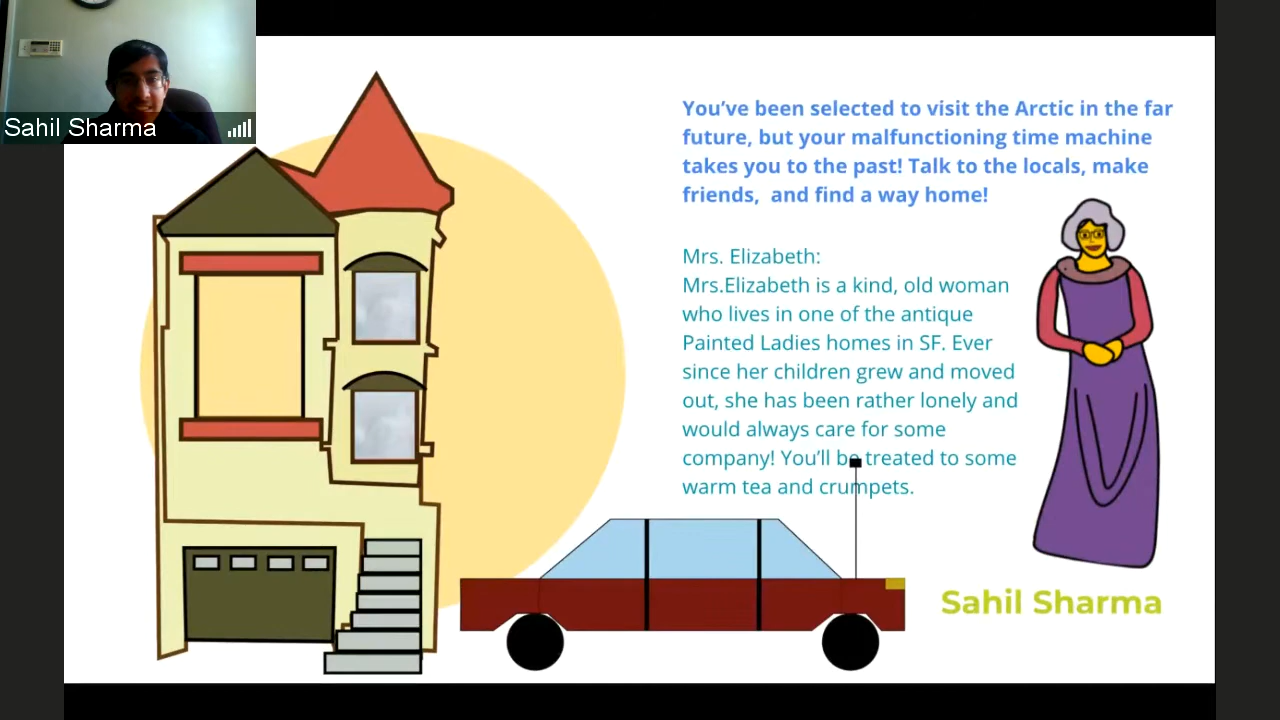 Sahil Sharma
You've been selected to visit the Arctic in the far
future, but your malfunctioning time machine
takes you to the past! Talk to the locals, make
friends,  and find a way home!
Mrs. Elizabeth:
Mrs.Elizabeth is a kind, old woman
who lives in one of the antique
Painted Ladies homes in SF. Ever
since her children grew and moved
out, she has been rather lonely and
would always care for some
company! You'll be treated to some
warm tea and crumpets.
Sahil Sharma